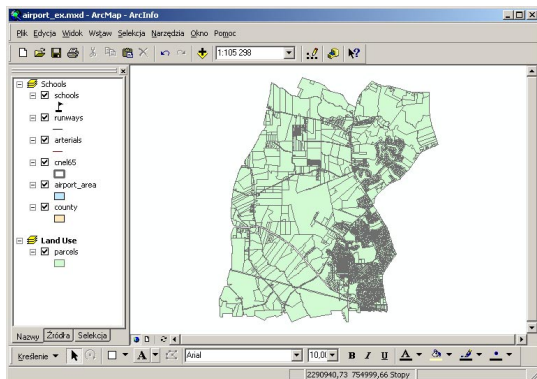 airport_ex.mxd - ArcMap - ArcInfo
Plik Edycja Widok Wstaw Selekcja Narzędzia Okno Pomoc
1:105 298
Schools
schools
runways
arterials
cnel65
airport_area
county
Land Use
parcels
Nazwy Źródła Selekcja
Kreślenie A Arial 10,0 B I U A
2290940,73 754999,66 Stopy